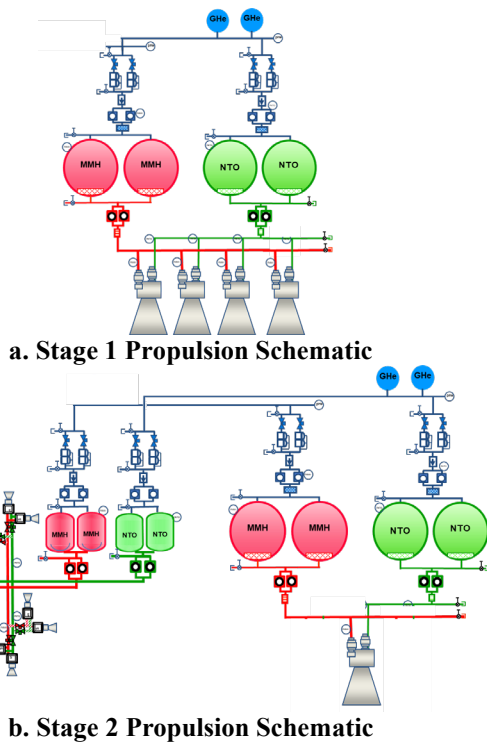 GHe GHe
MMH MMH NTO NTO
a. Stage 1 Propulsion Schematic
GHe GHe
MMH MMH NTO NTO
MMH MMH NTO NTO
b. Stage 2 Propulsion Schematic